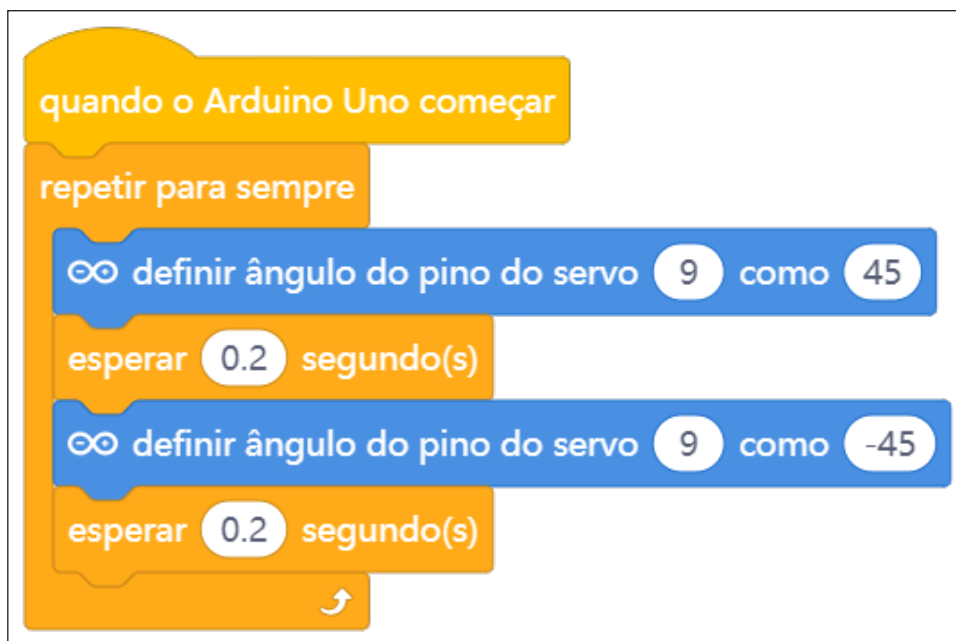 quando o Arduino Uno começar
repetir para sempre
definir ângulo do pino do servo 9 como 45
esperar 0.2 segundo(s)
definir ângulo do pino do servo 9 como -45
esperar 0.2 segundo(s)